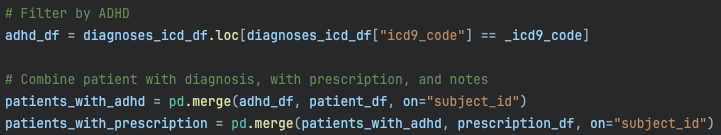 # Filter by ADHD
adhd_df = diagnoses_icd_df.loc[diagnoses_icd_df["icd9_code"] == _icd9_code]
# Combine patient with diagnosis, with prescription, and notes
patients_with_adhd = pd.merge(adhd_df, patient_df, on="subject_id")
patients_with_prescription = pd.merge(patients_with_adhd, prescription_df, on="subject_id")